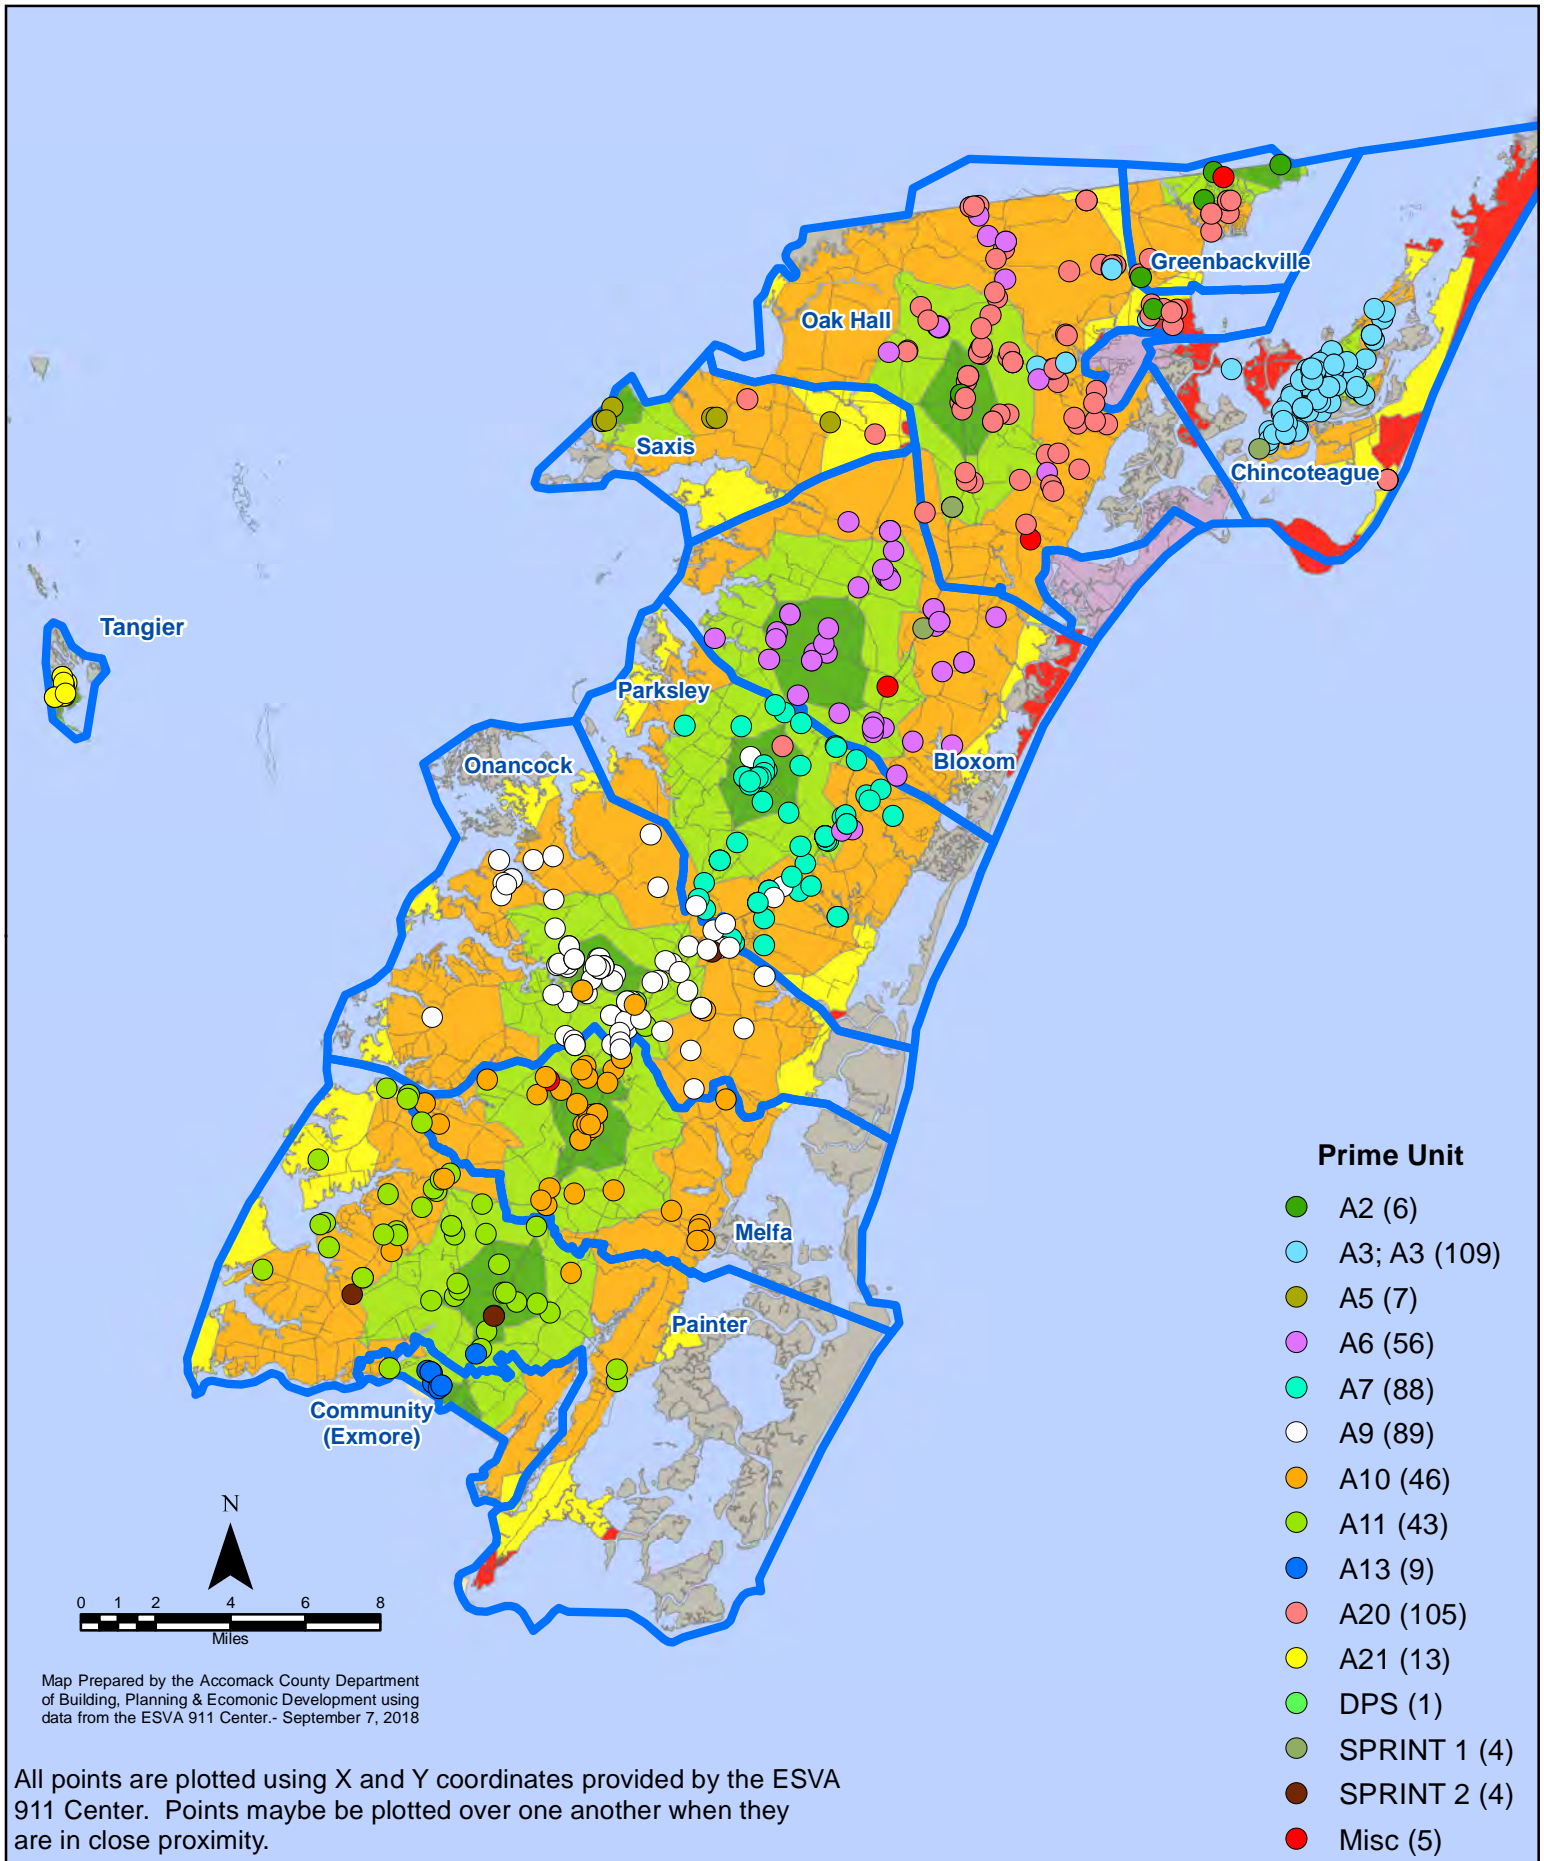 Greenbackville
Oak Hall
Saxis
Chincoteague
Tangier
Parksley
Bloxom
Onancock
Melfa
Painter
Community
(Exmore)
N
0 1 2 4 6 8
Miles
Map Prepared by the Accomack County Department
of Building, Planning & Ecomonic Development using
data from the ESVA 911 Center.- September 7, 2018
All points are plotted using X and Y coordinates provided by the ESVA
911 Center. Points maybe be plotted over one another when they
are in close proximity.
Prime Unit
A2 (6)
A3; A3 (109)
A5 (7)
A6 (56)
A7 (88)
A9 (89)
A10 (46)
A11 (43)
A13 (9)
A20 (105)
A21 (13)
DPS (1)
SPRINT 1 (4)
SPRINT 2 (4)
Misc (5)